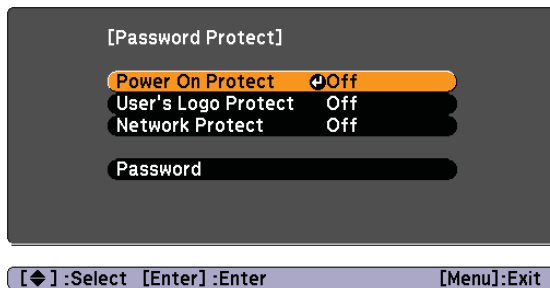 [Password Protect]
Power On Protect Off
User's Logo Protect Off
Network Protect Off
Password
[◆] :Select [Enter] :Enter [Menu]:Exit